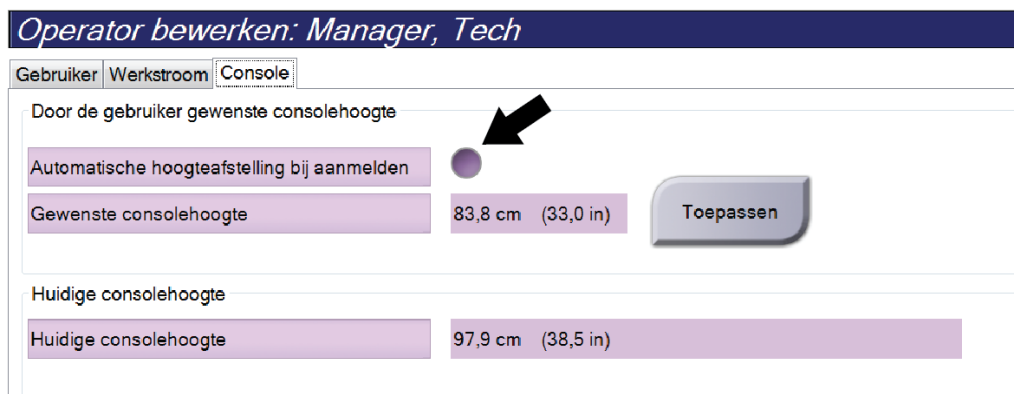 Operator bewerken: Manager, Tech
Gebruiker Werkstroom Console
Door de gebruiker gewenste consolehoogte
Automatische hoogteafstelling bij aanmelden
Gewenste consolehoogte 83,8 cm (33,0 in) Toepassen
Huidige consolehoogte
Huidige consolehoogte 97,9 cm (38,5 in)